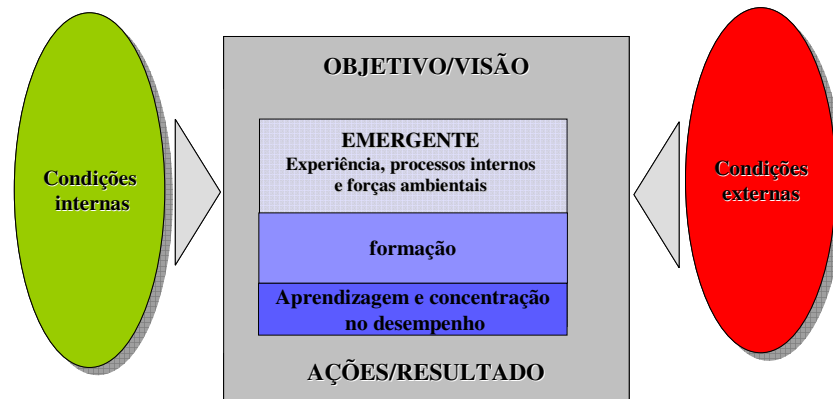 Condições
internas
OBJETIVO/VISÃO
EMERGENTE
Experiência, processos internos
e forças ambientais
formação
Aprendizagem e concentração
no desempenho
AÇÕES/RESULTADO
Condições
externas